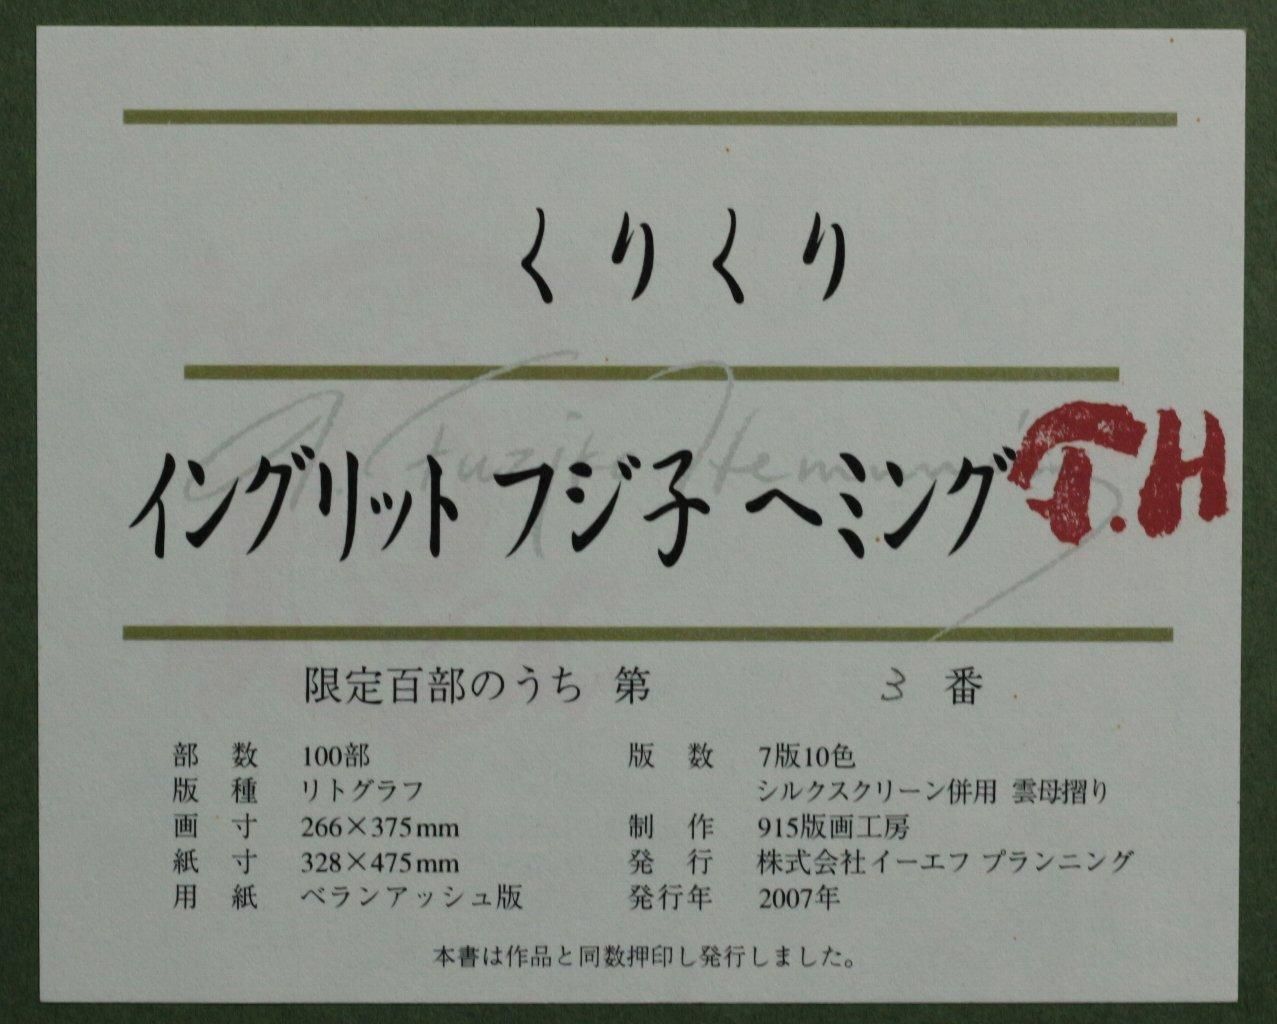 くりくり
イングリット フジ子 ヘミング
T.H
限定百部のうち 第 3 番
部 数 100部
版 種 リトグラフ
画 寸 266×375mm
紙 寸 328×475mm
用 紙 ベランアッシュ版
版 数 7版10色
シルクスクリーン併用 雲母摺り
制 作 915版画工房
発 行 株式会社イーエフ プランニング
発行年 2007年
本書は作品と同数押印し発行しました。